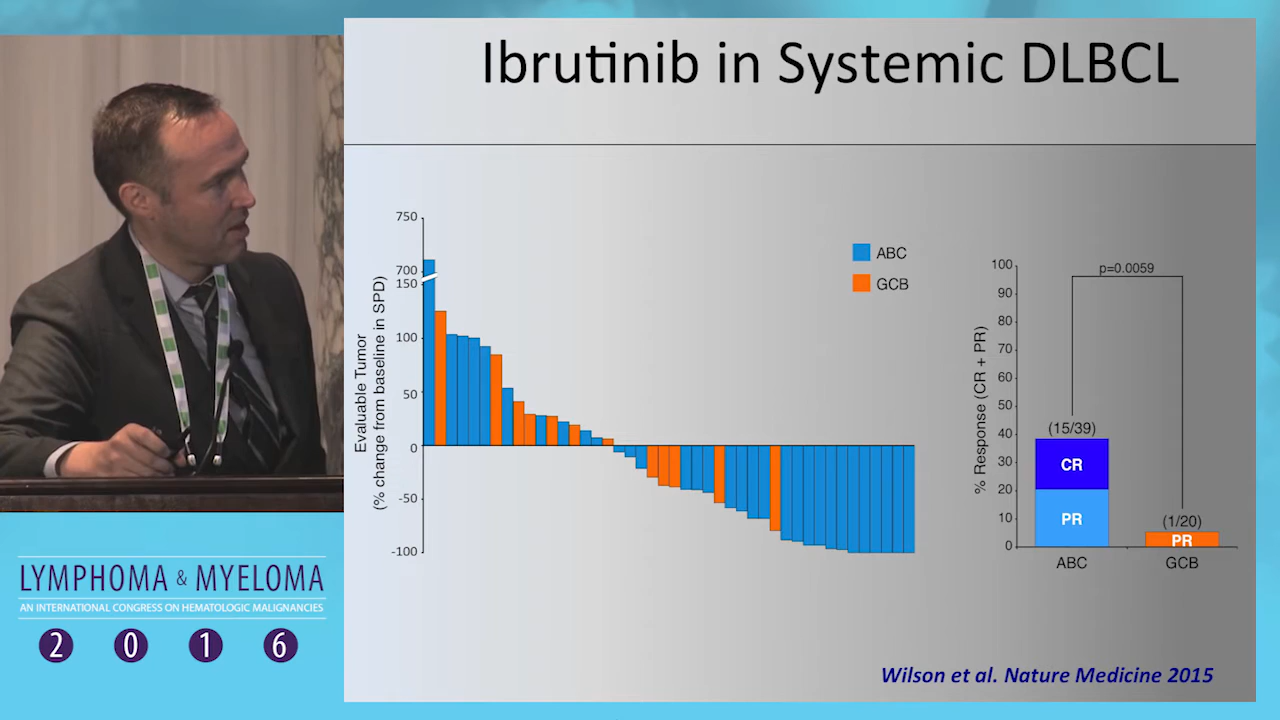 Ibrutinib in Systemic DLBCL
750
700
150
100
50
0
-50
-100
Evaluable Tumor
(% change from baseline in SPD)
ABC
GCB
100
90
80
70
60
50
40
30
20
10
0
% Response (CR + PR)
p=0.0059
(15/39)
CR
PR
(1/20)
PR
ABC
GCB
Wilson et al. Nature Medicine 2015
LYMPHOMA & MYELOMA
AN INTERNATIONAL CONGRESS ON HEMATOLOGIC MALIGNANCIES
2 0 1 6